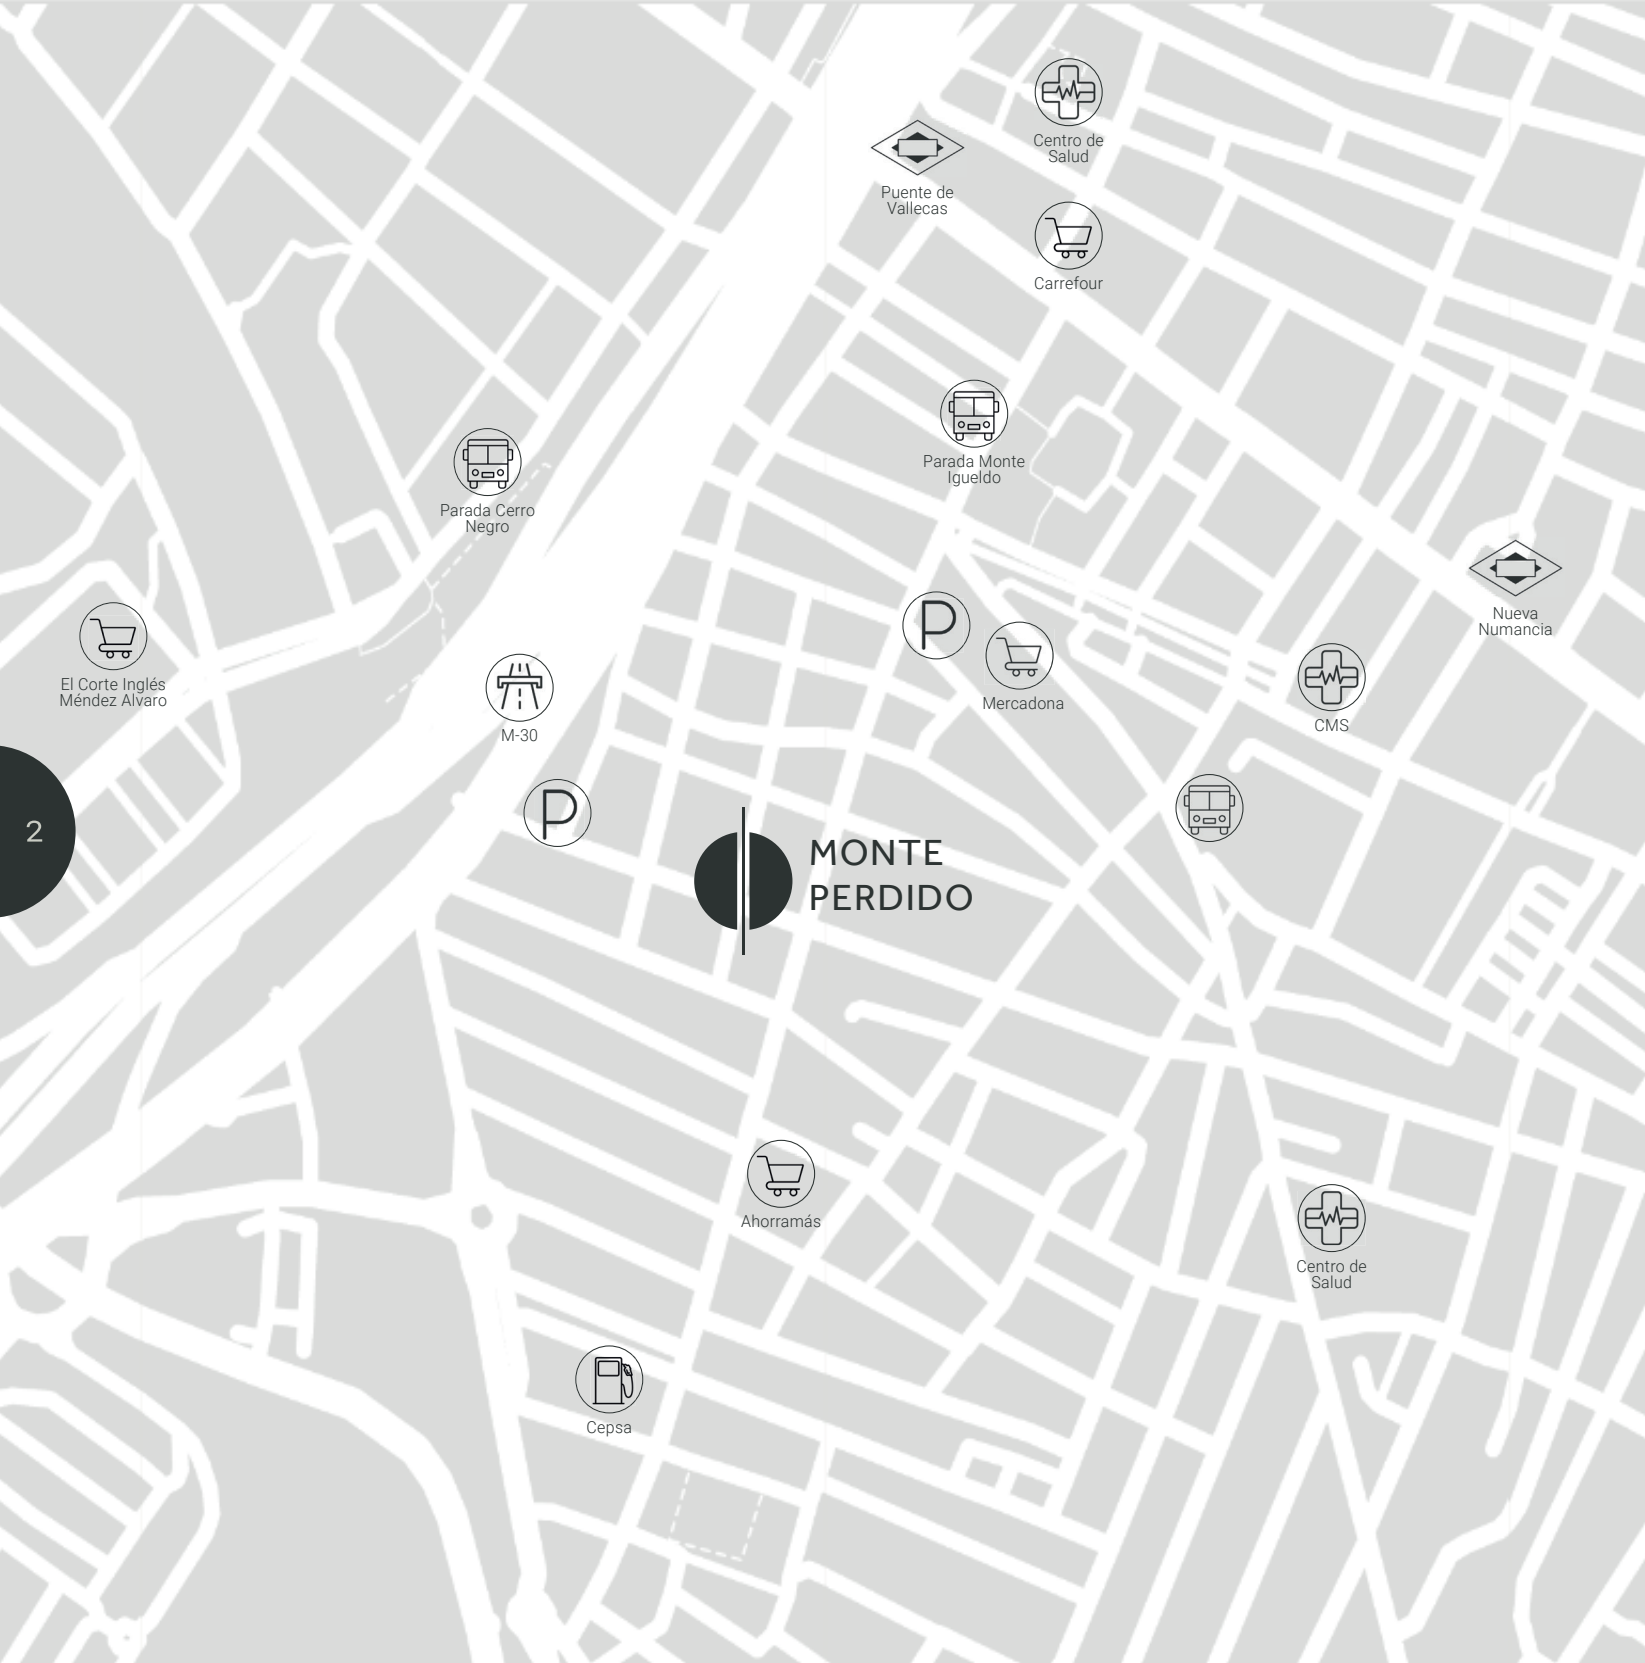 Centro de
Salud
Puente de
Vallecas
Carrefour
Parada Monte
Igueldo
Parada Cerro
Negro
Nueva
Numancia
P
El Corte Inglés
Méndez Alvaro
Mercadona
CMS
M-30
P
2
MONTE
PERDIDO
Ahorramás
Centro de
Salud
Cepsa